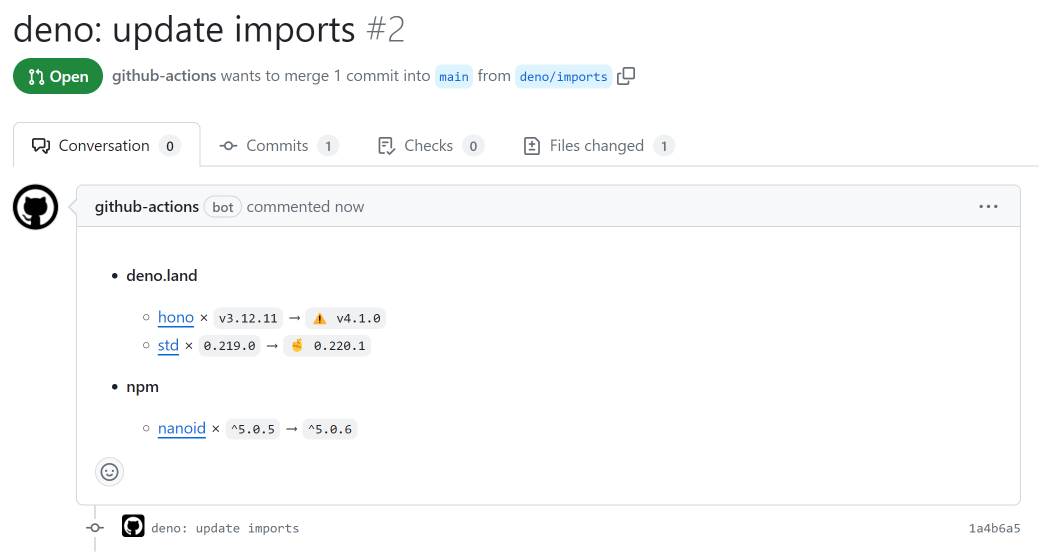 deno: update imports #2
Open github-actions wants to merge 1 commit into main from deno/imports
Conversation 0 Commits 1 Checks 0 Files changed 1
github-actions bot commented now
• deno.land
◦ hono × v3.12.11 → ⚠️ v4.1.0
◦ std × 0.219.0 → ✌️ 0.220.1
• npm
◦ nanoid × ^5.0.5 → ^5.0.6
deno: update imports 1a4b6a5